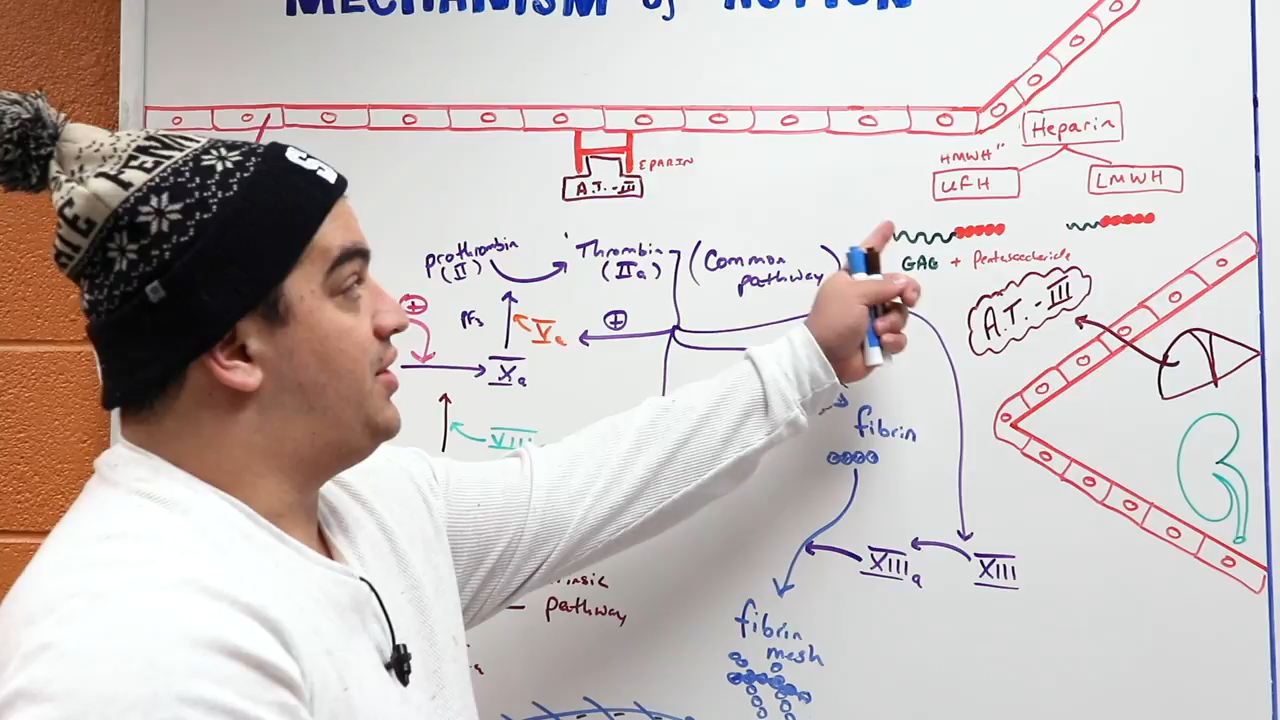 MECHANISM of ACTION
Heparin
"HMWH"
UFH
LMWH
EPARIN
A.T.-III
GAG + Pentasaccharide
prothrombin
(II)
Thrombin
(IIa)
(Common
pathway
A.T.-III
PF3
Va
+
+
Xa
VIII
fibrin
XIIIa
XIII
pathway
fibrin
mesh